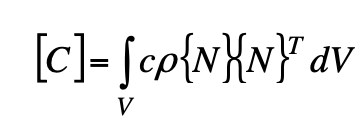 [C] = ∫_V cρ{N}{N}^T dV